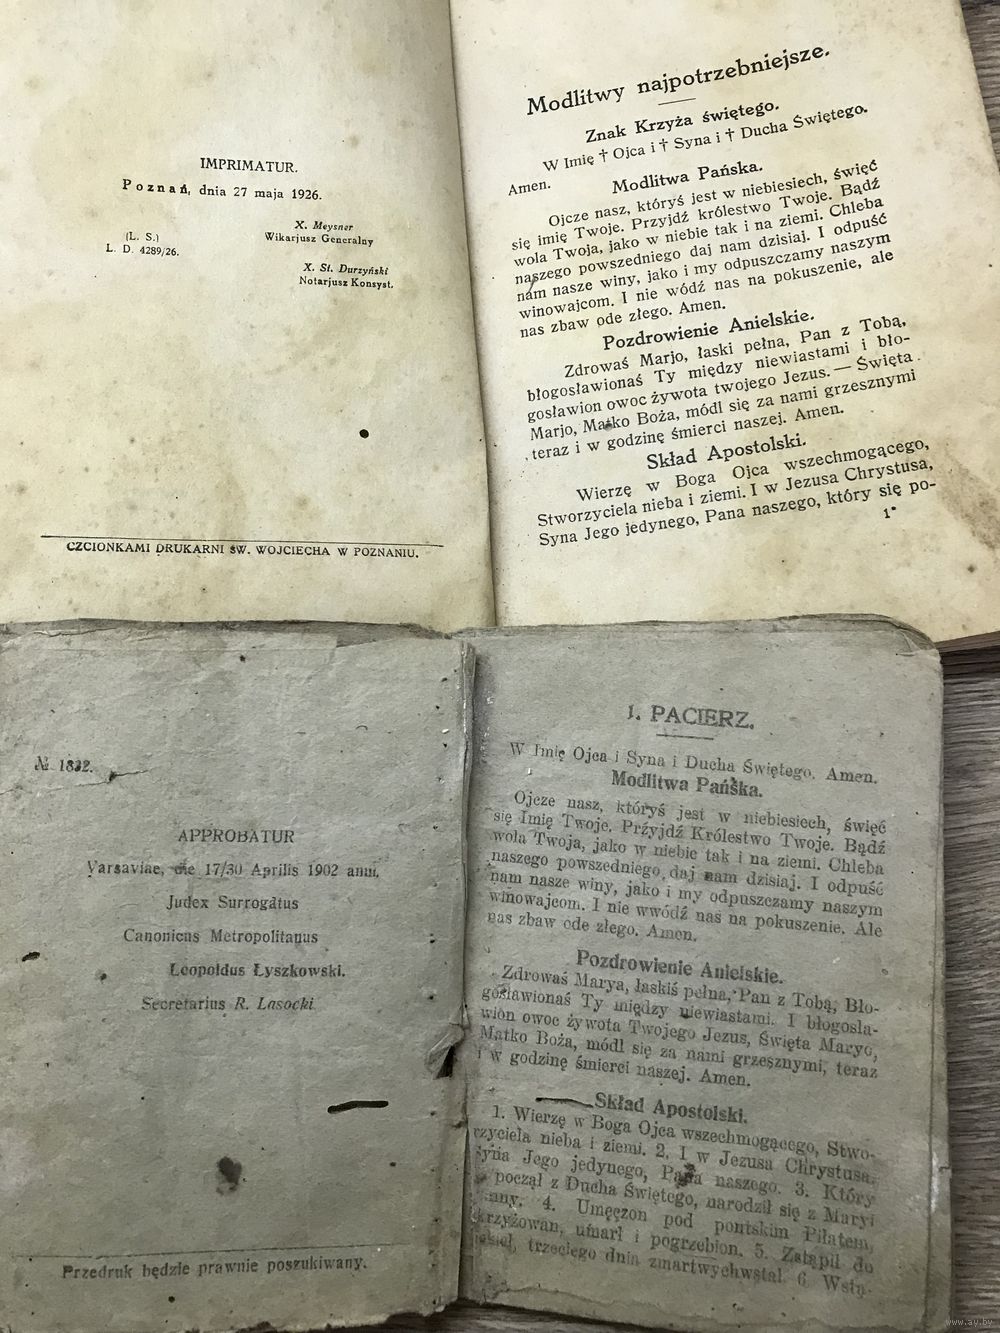 IMPRIMATUR.
Poznań, dnia 27 maja 1926.
X. Meysner
(L. S.) Wikarjusz Generalny
L. D. 4289/26.
X. St. Durzyński
Notarjusz Konsyst.
CZCIONKAMI DRUKARNI ŚW. WOJCIECHA W POZNANIU.
Modlitwy najpotrzebniejsze.
Znak Krzyża świętego.
W Imię † Ojca i † Syna i † Ducha Świętego.
Amen.
Modlitwa Pańska.
Ojcze nasz, któryś jest w niebiesiech, święć
się imię Twoje. Przyjdź królestwo Twoje. Bądź
wola Twoja, jako w niebie tak i na ziemi. Chleba
naszego powszedniego daj nam dzisiaj. I odpuść
nam nasze winy, jako i my odpuszczamy naszym
winowajcom. I nie wódź nas na pokuszenie, ale
nas zbaw ode złego. Amen.
Pozdrowienie Anielskie.
Zdrowaś Marjo, łaski pełna, Pan z Tobą,
błogosławionaś Ty między niewiastami i bło-
gosławion owoc żywota twojego Jezus. — Święta
Marjo, Matko Boża, módl się za nami grzesznymi
teraz i w godzinę śmierci naszej. Amen.
Skład Apostolski.
Wierzę w Boga Ojca wszechmogącego,
Stworzyciela nieba i ziemi. I w Jezusa Chrystusa,
Syna Jego jedynego, Pana naszego, który się po-
1*
№ 1832.
APPROBATUR
Varsaviae, die 17/30 Aprilis 1902 anni.
Judex Surrogatus
Canonicus Metropolitanus
Leopoldus Łyszkowski.
Secretarius R. Lasocki
Przedruk będzie prawnie poszukiwany.
1. PACIERZ.
W Imię Ojca i Syna i Ducha Świętego. Amen.
Modlitwa Pańska.
Ojcze nasz, któryś jest w niebiesiech, święć
się Imię Twoje. Przyjdź Królestwo Twoje. Bądź
wola Twoja, jako w niebie tak i na ziemi. Chleba
naszego powszedniego daj nam dzisiaj. I odpuść
nam nasze winy, jako i my odpuszczamy naszym
winowajcom. I nie wwódź nas na pokuszenie. Ale
nas zbaw ode złego. Amen.
Pozdrowienie Anielskie.
Zdrowaś Marya, łaskiś pełna, Pan z Tobą, Bło-
gosławionaś Ty między niewiastami. I błogosła-
wion owoc żywota Twojego Jezus, Święta Maryo,
Matko Boża, módl się za nami grzesznymi, teraz
i w godzinę śmierci naszej. Amen.
Skład Apostolski.
1. Wierzę w Boga Ojca wszechmogącego, Stwo-
rzyciela nieba i ziemi. 2. I w Jezusa Chrystusa,
Syna Jego jedynego, Pana naszego. 3. Który
począł z Ducha Świętego, narodził się z Maryi
nny. 4. Umęczon pod pontskim Piłatem,
krzyżowan, umarł i pogrzebion. 5. Zstąpił do
piekieł, trzeciego dnia zmartwychwstał. 6. Wstą-
www.ay.by